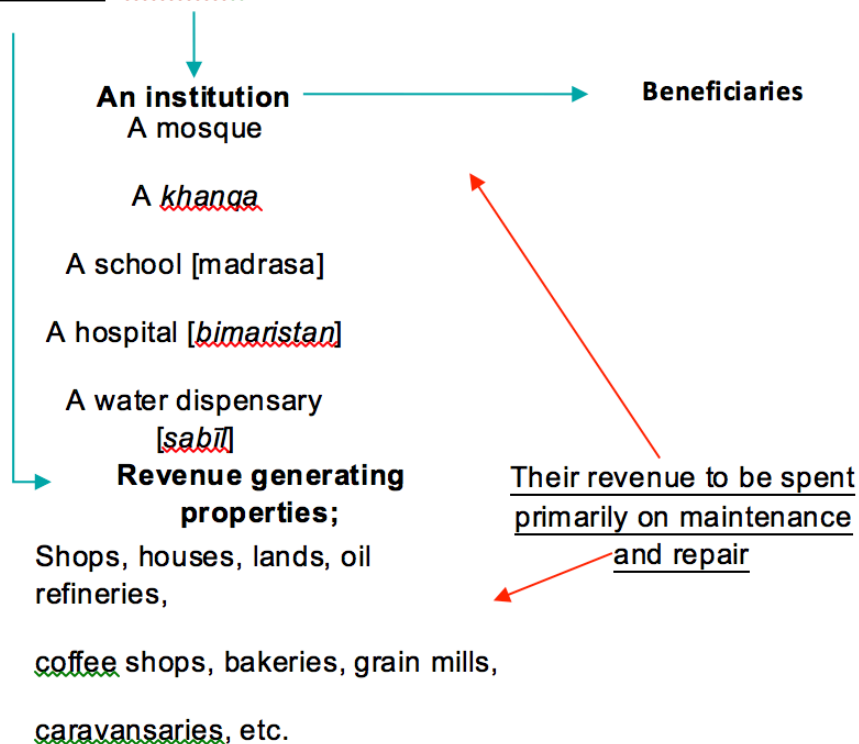 An institution
Beneficiaries
A mosque
A khanqa
A school [madrasa]
A hospital [bimaristan]
A water dispensary
[sabīl]
Revenue generating
properties;
Shops, houses, lands, oil
refineries,
coffee shops, bakeries, grain mills,
caravansaries, etc.
Their revenue to be spent
primarily on maintenance
and repair